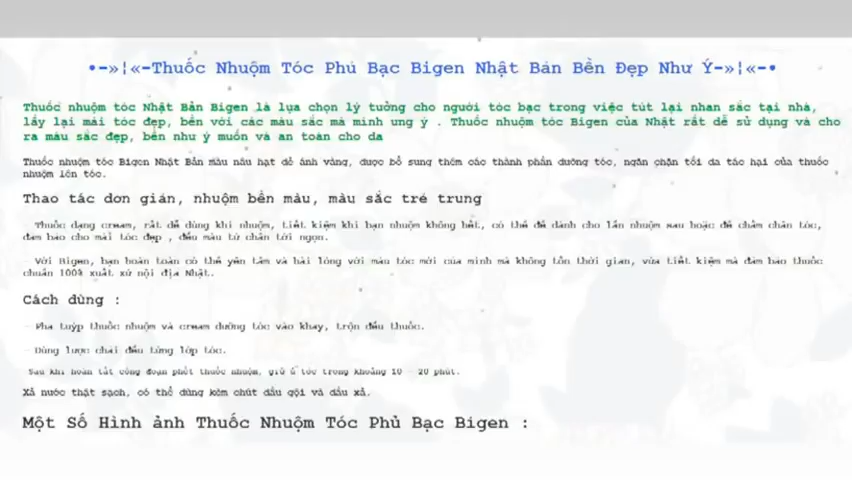 •-»¦«-Thuốc Nhuộm Tóc Phủ Bạc Bigen Nhật Bản Bền Đẹp Như Ý-»¦«-•
Thuốc nhuộm tóc Nhật Bản Bigen là lựa chọn lý tưởng cho người tóc bạc trong việc tút lại nhan sắc tại nhà,
lấy lại mái tóc đẹp, bền với các màu sắc mà mình ưng ý . Thuốc nhuộm tóc Bigen của Nhật rất dễ sử dụng và cho
ra màu sắc đẹp, bền như ý muốn và an toàn cho da
Thuốc nhuộm tóc Bigen Nhật Bản màu nâu hạt dẻ ánh vàng, được bổ sung thêm các thành phần dưỡng tóc, ngăn chặn tối đa tác hại của thuốc
nhuộm lên tóc.
Thao tác đơn giản, nhuộm bền màu, màu sắc trẻ trung
– Thuốc dạng cream, rất dễ dùng khi nhuộm, tiết kiệm khi bạn nhuộm không hết, có thể để dành cho lần nhuộm sau hoặc để chấm chân tóc,
đảm bảo cho mái tóc đẹp , đều màu từ chân tới ngọn.
– Với Bigen, bạn hoàn toàn có thể yên tâm và hài lòng với màu tóc mới của mình mà không tốn thời gian, vừa tiết kiệm mà đảm bảo thuốc
chuẩn 100% xuất xứ nội địa Nhật.
Cách dùng :
– Pha tuýp thuốc nhuộm và cream dưỡng tóc vào khay, trộn đều thuốc.
– Dùng lược chải đều từng lớp tóc.
Sau khi hoàn tất công đoạn phết thuốc nhuộm, giữ ủ tóc trong khoảng 10 – 20 phút.
Xả nước thật sạch, có thể dùng kèm chút dầu gội và dầu xả.
Một Số Hình ảnh Thuốc Nhuộm Tóc Phủ Bạc Bigen :